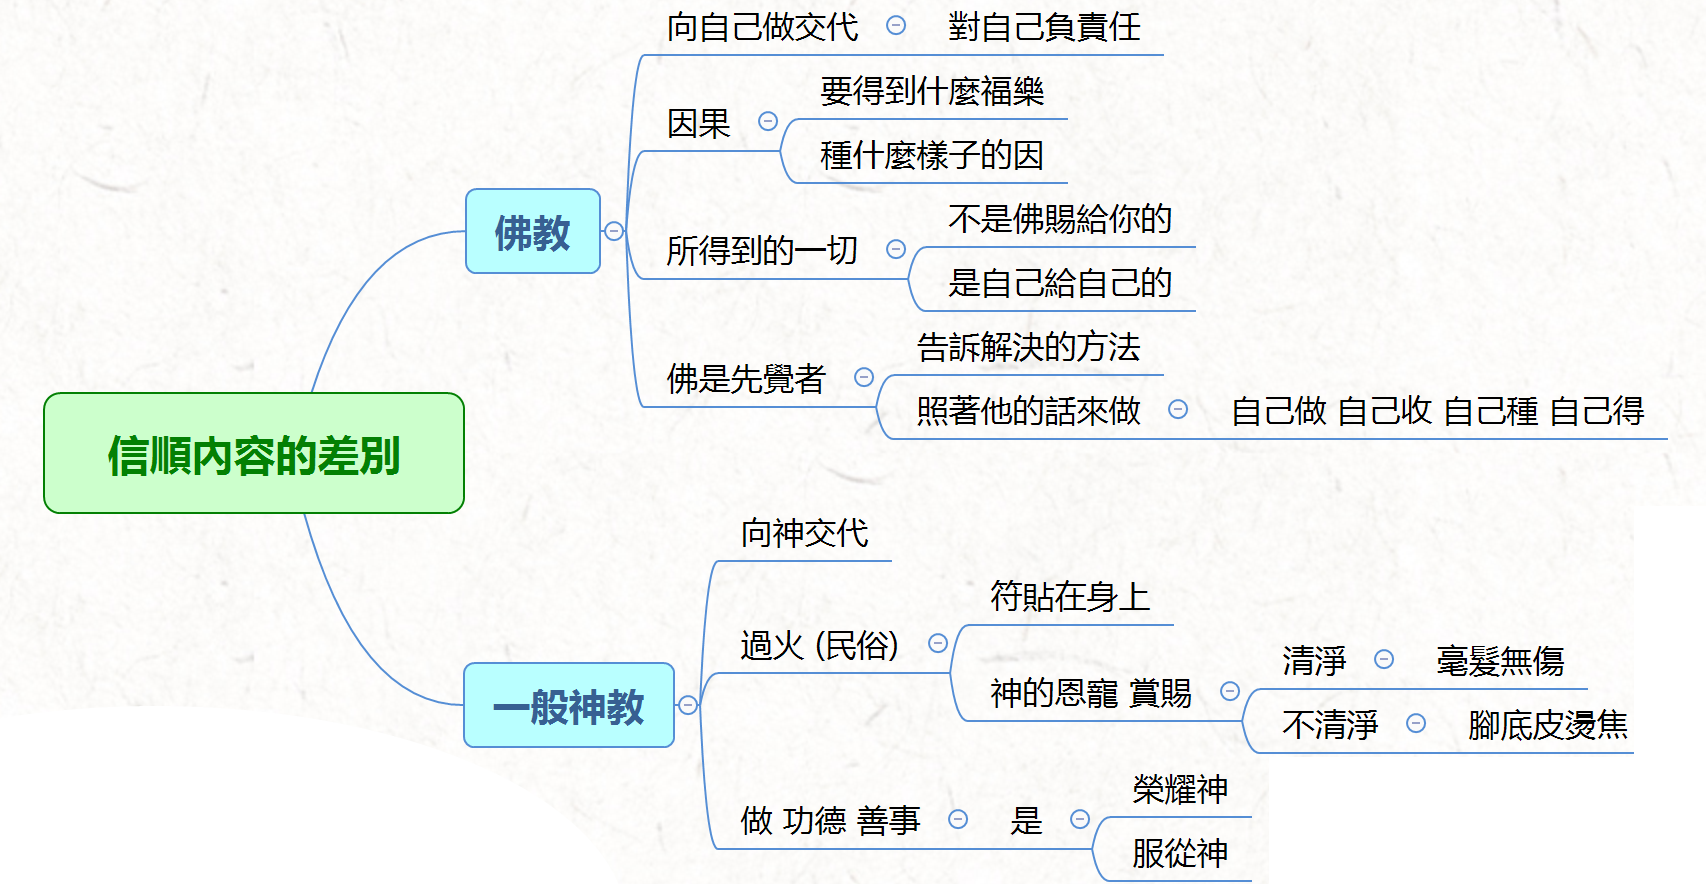 信順內容的差別
佛教
向自己做交代
對自己負責任
因果
要得到什麼福樂
種什麼樣子的因
所得到的一切
不是佛賜給你的
是自己給自己的
佛是先覺者
告訴解決的方法
照著他的話來做
自己做 自己收 自己種 自己得
一般神教
向神交代
過火 (民俗)
符貼在身上
神的恩寵 賞賜
清淨
毫髮無傷
不清淨
腳底皮燙焦
做 功德 善事
是
榮耀神
服從神